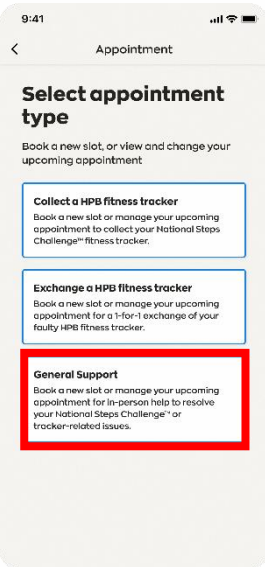 9:41
Appointment
Select appointment
type
Book a new slot, or view and change your
upcoming appointment
Collect a HPB fitness tracker
Book a new slot or manage your upcoming
appointment to collect your National Steps
Challenge™ fitness tracker.
Exchange a HPB fitness tracker
Book a new slot or manage your upcoming
appointment for a 1-for-1 exchange of your
faulty HPB fitness tracker.
General Support
Book a new slot or manage your upcoming
appointment for in-person help to resolve
your National Steps Challenge™ or
tracker-related issues.